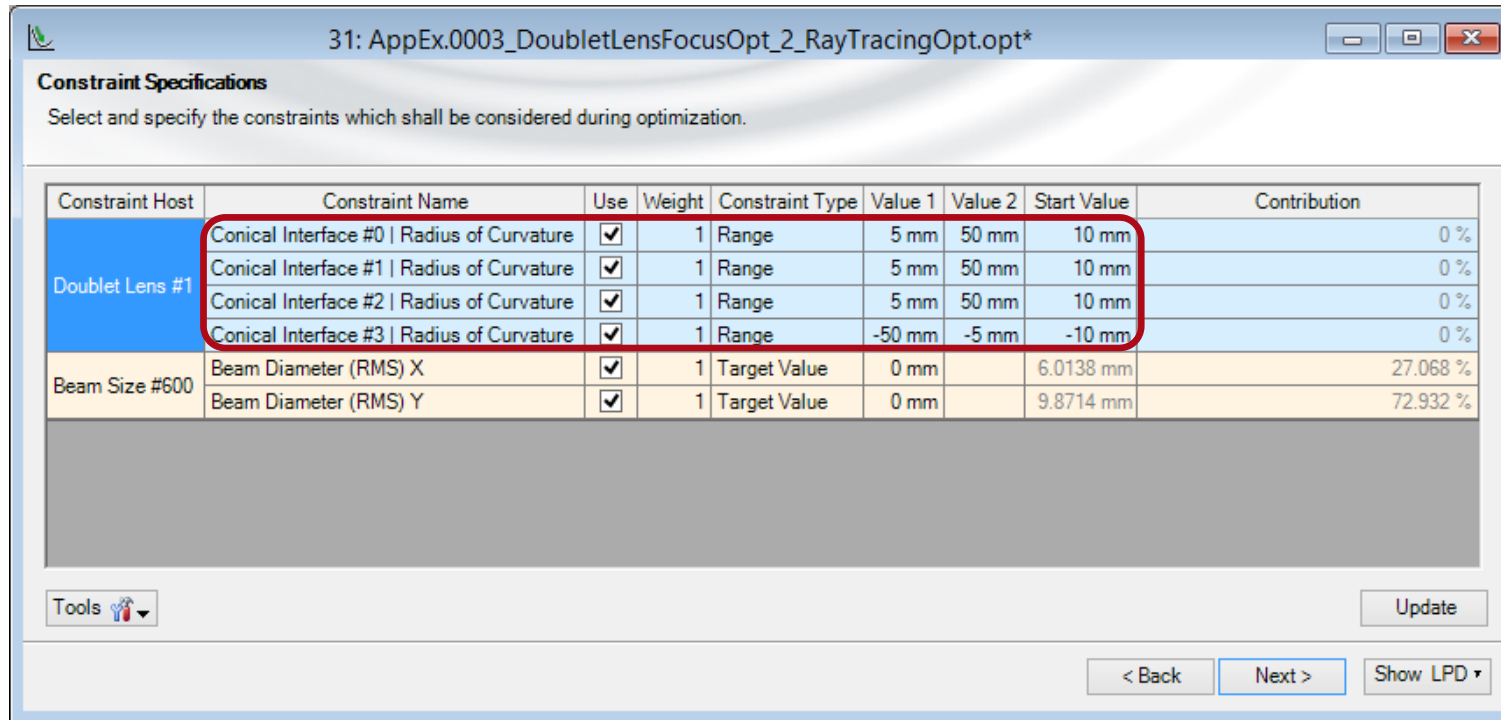 31: AppEx.0003_DoubletLensFocusOpt_2_RayTracingOpt.opt*
Constraint Specifications
Select and specify the constraints which shall be considered during optimization.
Constraint Host Constraint Name Use Weight Constraint Type Value 1 Value 2 Start Value Contribution
Doublet Lens #1
Conical Interface #0 | Radius of Curvature 1 Range 5 mm 50 mm 10 mm 0 %
Conical Interface #1 | Radius of Curvature 1 Range 5 mm 50 mm 10 mm 0 %
Conical Interface #2 | Radius of Curvature 1 Range 5 mm 50 mm 10 mm 0 %
Conical Interface #3 | Radius of Curvature 1 Range -50 mm -5 mm -10 mm 0 %
Beam Size #600
Beam Diameter (RMS) X 1 Target Value 0 mm 6.0138 mm 27.068 %
Beam Diameter (RMS) Y 1 Target Value 0 mm 9.8714 mm 72.932 %
Tools Update
< Back Next > Show LPD